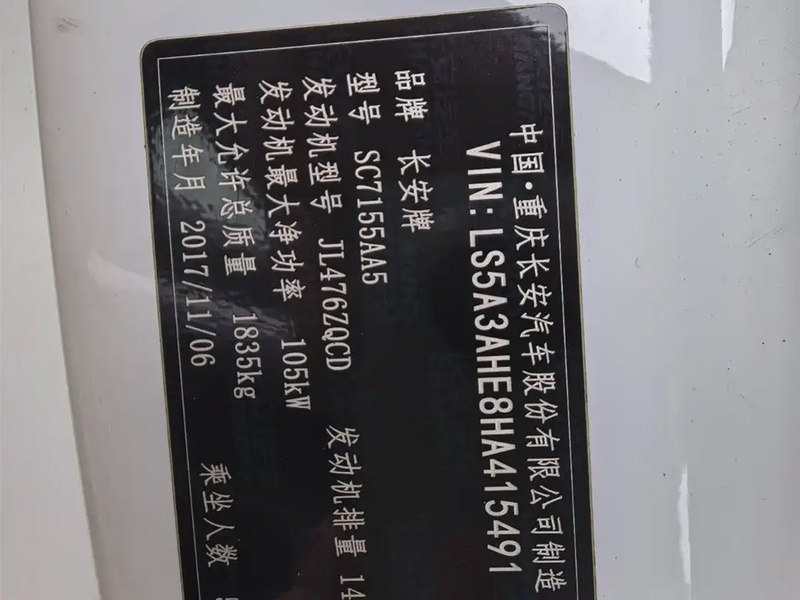 中国·重庆长安汽车股份有限公司制造
VIN:LS5A3AHE8HA415491
品牌 长安牌
型号 SC7155AA5
发动机型号 JL476ZQCD 发动机排量 14
发动机最大净功率 105kW
最大允许总质量 1835kg
制造年月 2017/11/06 乘坐人数